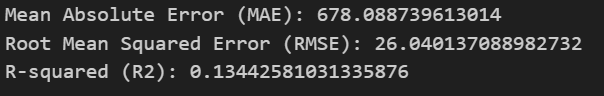 Mean Absolute Error (MAE): 678.088739613014
Root Mean Squared Error (RMSE): 26.040137088982732
R-squared (R2): 0.13442581031335876